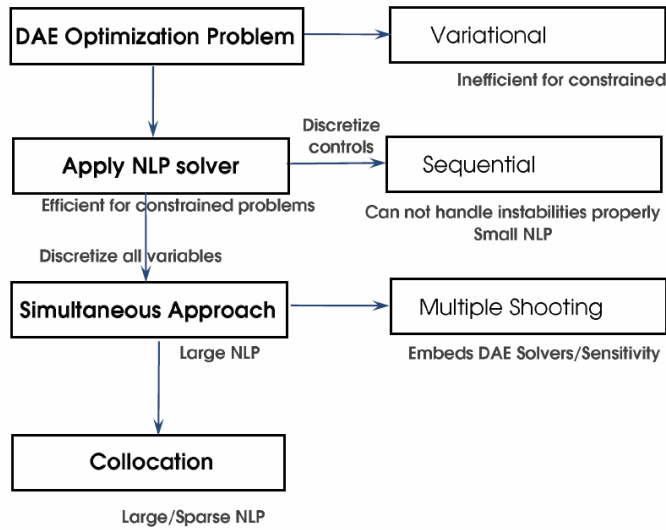 DAE Optimization Problem
Variational
Inefficient for constrained
Discretize
controls
Apply NLP solver
Sequential
Efficient for constrained problems
Can not handle instabilities properly
Small NLP
Discretize all variables
Simultaneous Approach
Multiple Shooting
Large NLP
Embeds DAE Solvers/Sensitivity
Collocation
Large/Sparse NLP